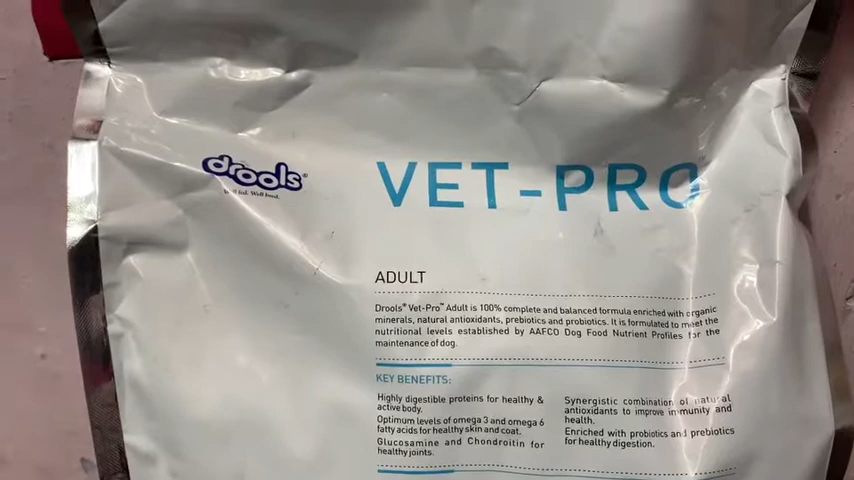 drools®
Well fed. Well bred.
VET-PRO
ADULT
Drools® Vet-Pro™ Adult is 100% complete and balanced formula enriched with organic
minerals, natural antioxidants, prebiotics and probiotics. It is formulated to meet the
nutritional levels established by AAFCO Dog Food Nutrient Profiles for the
maintenance of dog.
KEY BENEFITS:
Highly digestible proteins for healthy &
active body.
Optimum levels of omega 3 and omega 6
fatty acids for healthy skin and coat.
Glucosamine and Chondroitin for
healthy joints.
Synergistic combination of natural
antioxidants to improve immunity and
health.
Enriched with probiotics and prebiotics
for healthy digestion.